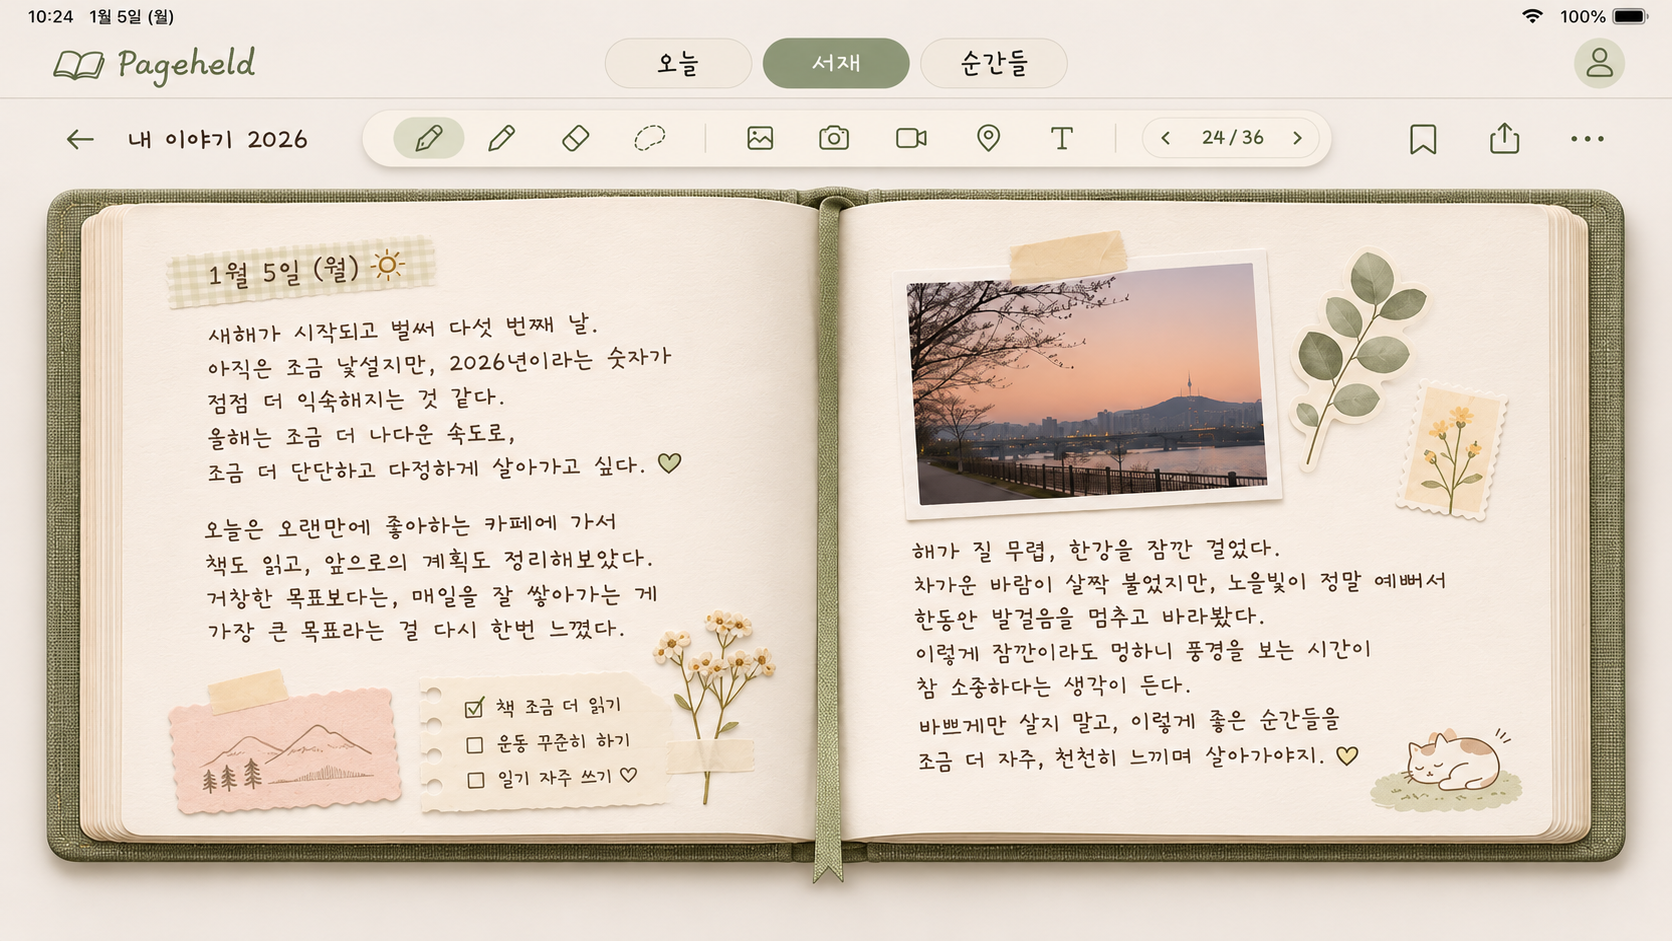 10:24 1월 5일 (월)
100%
Pageheld
오늘
서재
순간들
내 이야기 2026
T
24 / 36
1월 5일 (월)
새해가 시작되고 벌써 다섯 번째 날.
아직은 조금 낯설지만, 2026년이라는 숫자가
점점 더 익숙해지는 것 같다.
올해는 조금 더 나다운 속도로,
조금 더 단단하고 다정하게 살아가고 싶다.
오늘은 오랜만에 좋아하는 카페에 가서
책도 읽고, 앞으로의 계획도 정리해보았다.
거창한 목표보다는, 매일을 잘 쌓아가는 게
가장 큰 목표라는 걸 다시 한번 느꼈다.
책 조금 더 읽기
운동 꾸준히 하기
일기 자주 쓰기
해가 질 무렵, 한강을 잠깐 걸었다.
차가운 바람이 살짝 불었지만, 노을빛이 정말 예뻐서
한동안 발걸음을 멈추고 바라봤다.
이렇게 잠깐이라도 멍하니 풍경을 보는 시간이
참 소중하다는 생각이 든다.
바쁘게만 살지 말고, 이렇게 좋은 순간들을
조금 더 자주, 천천히 느끼며 살아가야지.